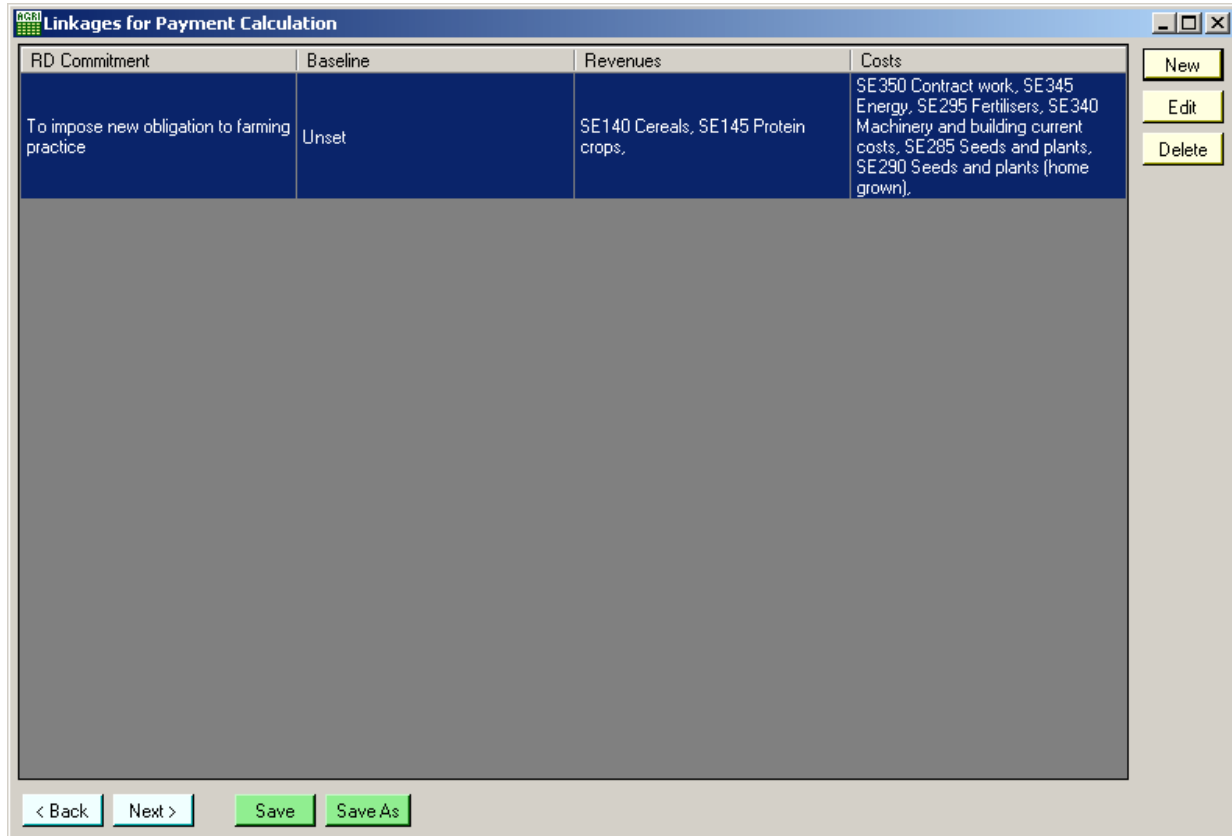 AGRI
Linkages for Payment Calculation
RD Commitment
Baseline
Revenues
Costs
To impose new obligation to farming
practice
Unset
SE140 Cereals, SE145 Protein
crops,
SE350 Contract work, SE345
Energy, SE295 Fertilisers, SE340
Machinery and building current
costs, SE285 Seeds and plants,
SE290 Seeds and plants (home
grown),
New
Edit
Delete
< Back
Next >
Save
Save As